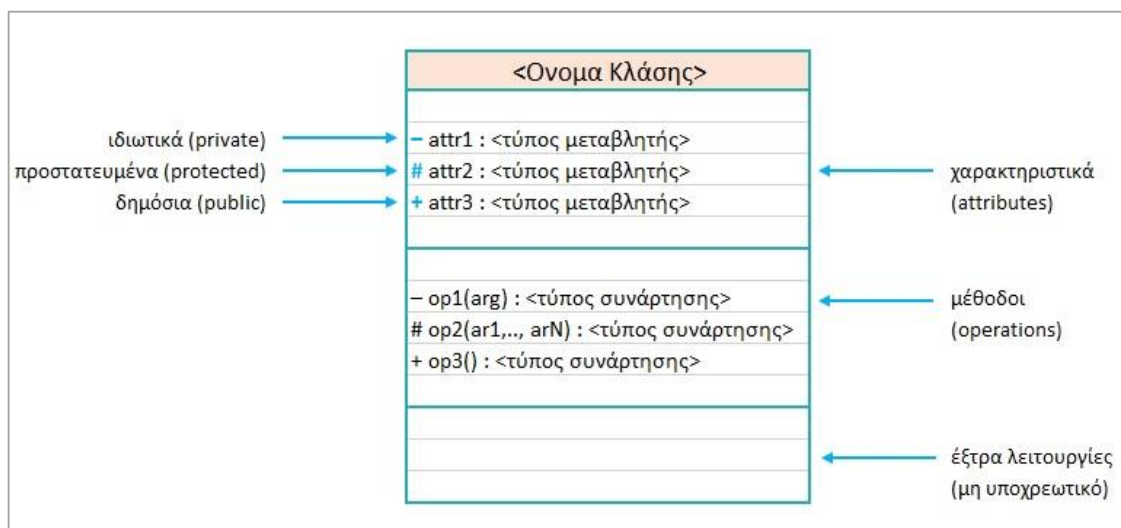 <Ονομα Κλάσης>
ιδιωτικά (private)
προστατευμένα (protected)
δημόσια (public)
– attr1 : <τύπος μεταβλητής>
# attr2 : <τύπος μεταβλητής>
+ attr3 : <τύπος μεταβλητής>
χαρακτηριστικά
(attributes)
– op1(arg) : <τύπος συνάρτησης>
# op2(ar1,.., arN) : <τύπος συνάρτησης>
+ op3() : <τύπος συνάρτησης>
μέθοδοι
(operations)
έξτρα λειτουργίες
(μη υποχρεωτικό)